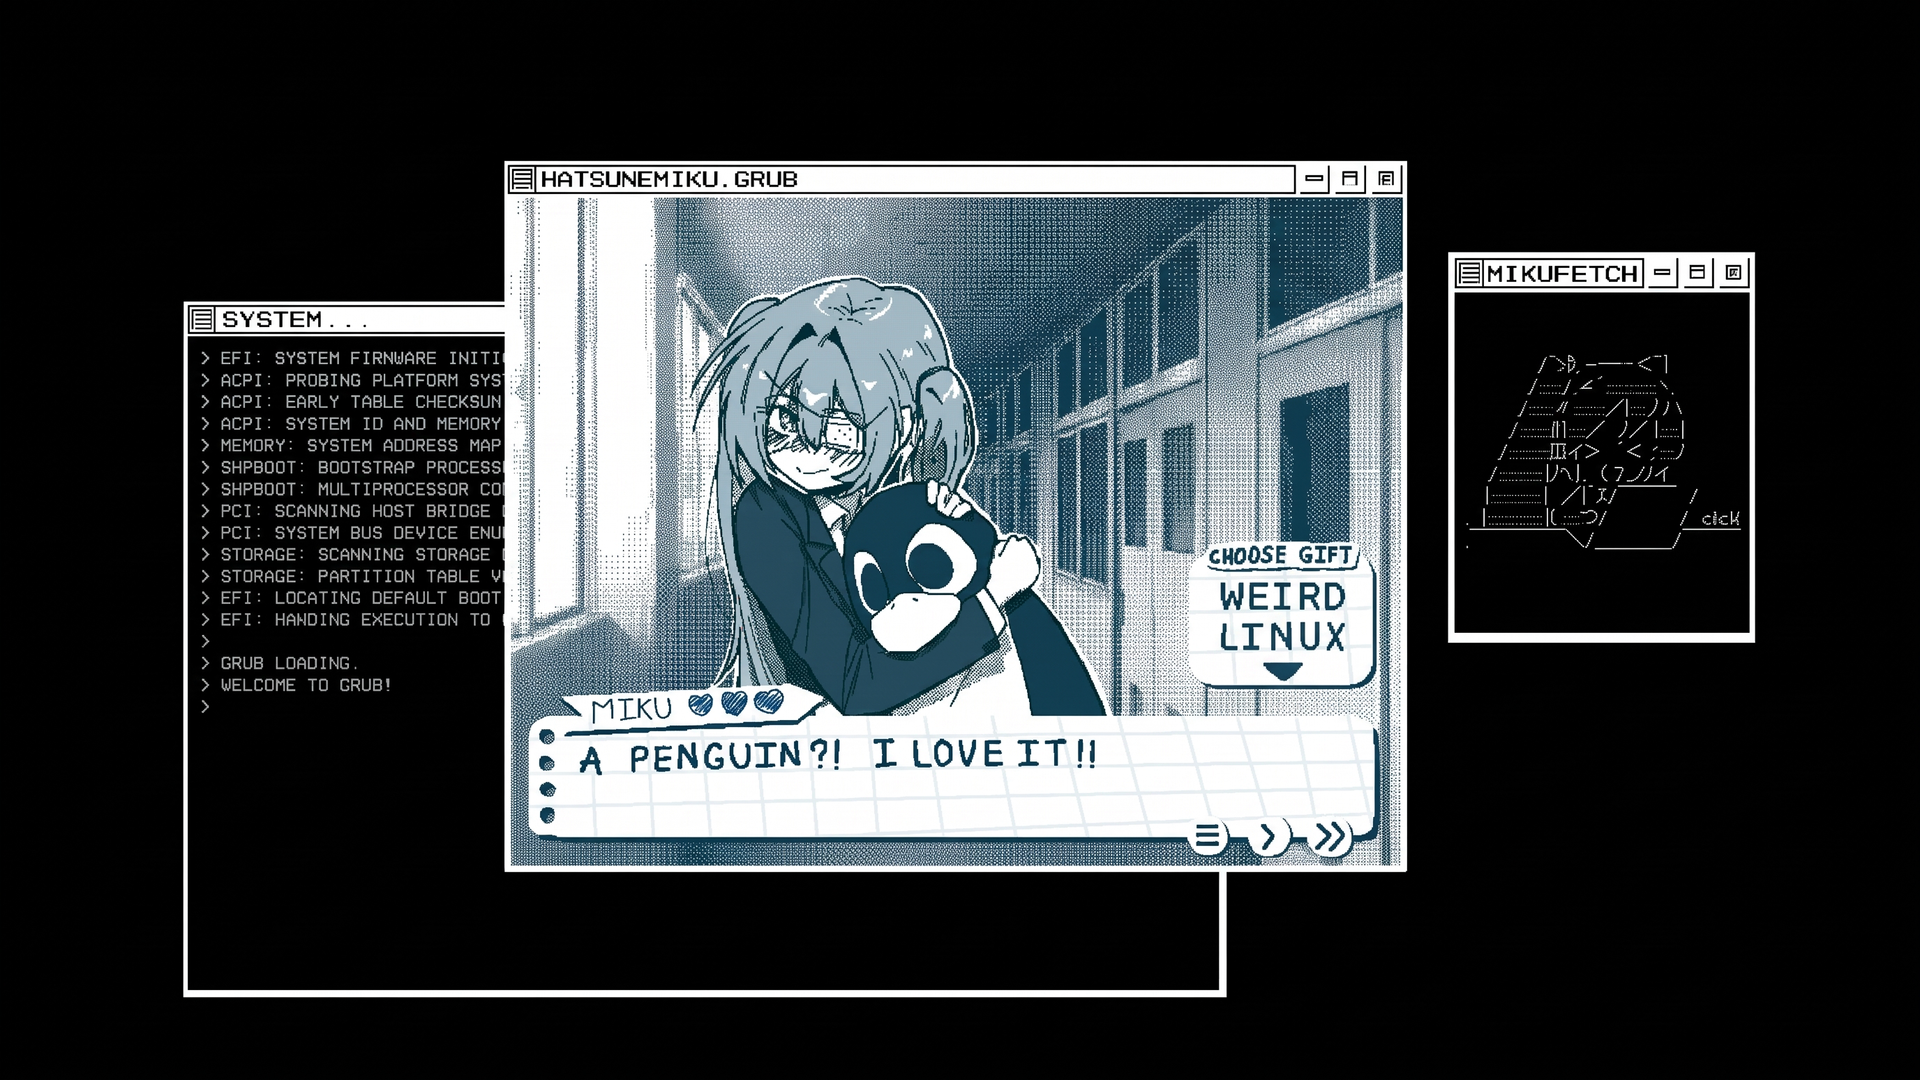 HATSUNEMIKU.GRUB
MIKUFETCH
SYSTEM...
> EFI: SYSTEM FIRNWARE INITI
> ACPI: PROBING PLATFORM SYS
> ACPI: EARLY TABLE CHECKSUN
> ACPI: SYSTEM ID AND MEMORY
> MEMORY: SYSTEM ADDRESS MAP
> SHPBOOT: BOOTSTRAP PROCESS
> SHPBOOT: MULTIPROCESSOR CO
> PCI: SCANNING HOST BRIDGE
> PCI: SYSTEM BUS DEVICE ENU
> STORAGE: SCANNING STORAGE
> STORAGE: PARTITION TABLE V
> EFI: LOCATING DEFAULT BOOT
> EFI: HANDING EXECUTION TO
>
> GRUB LOADING.
> WELCOME TO GRUB!
>
CHOOSE GIFT
WEIRD
LINUX
MIKU
A PENGUIN?! I LOVE IT!!
click